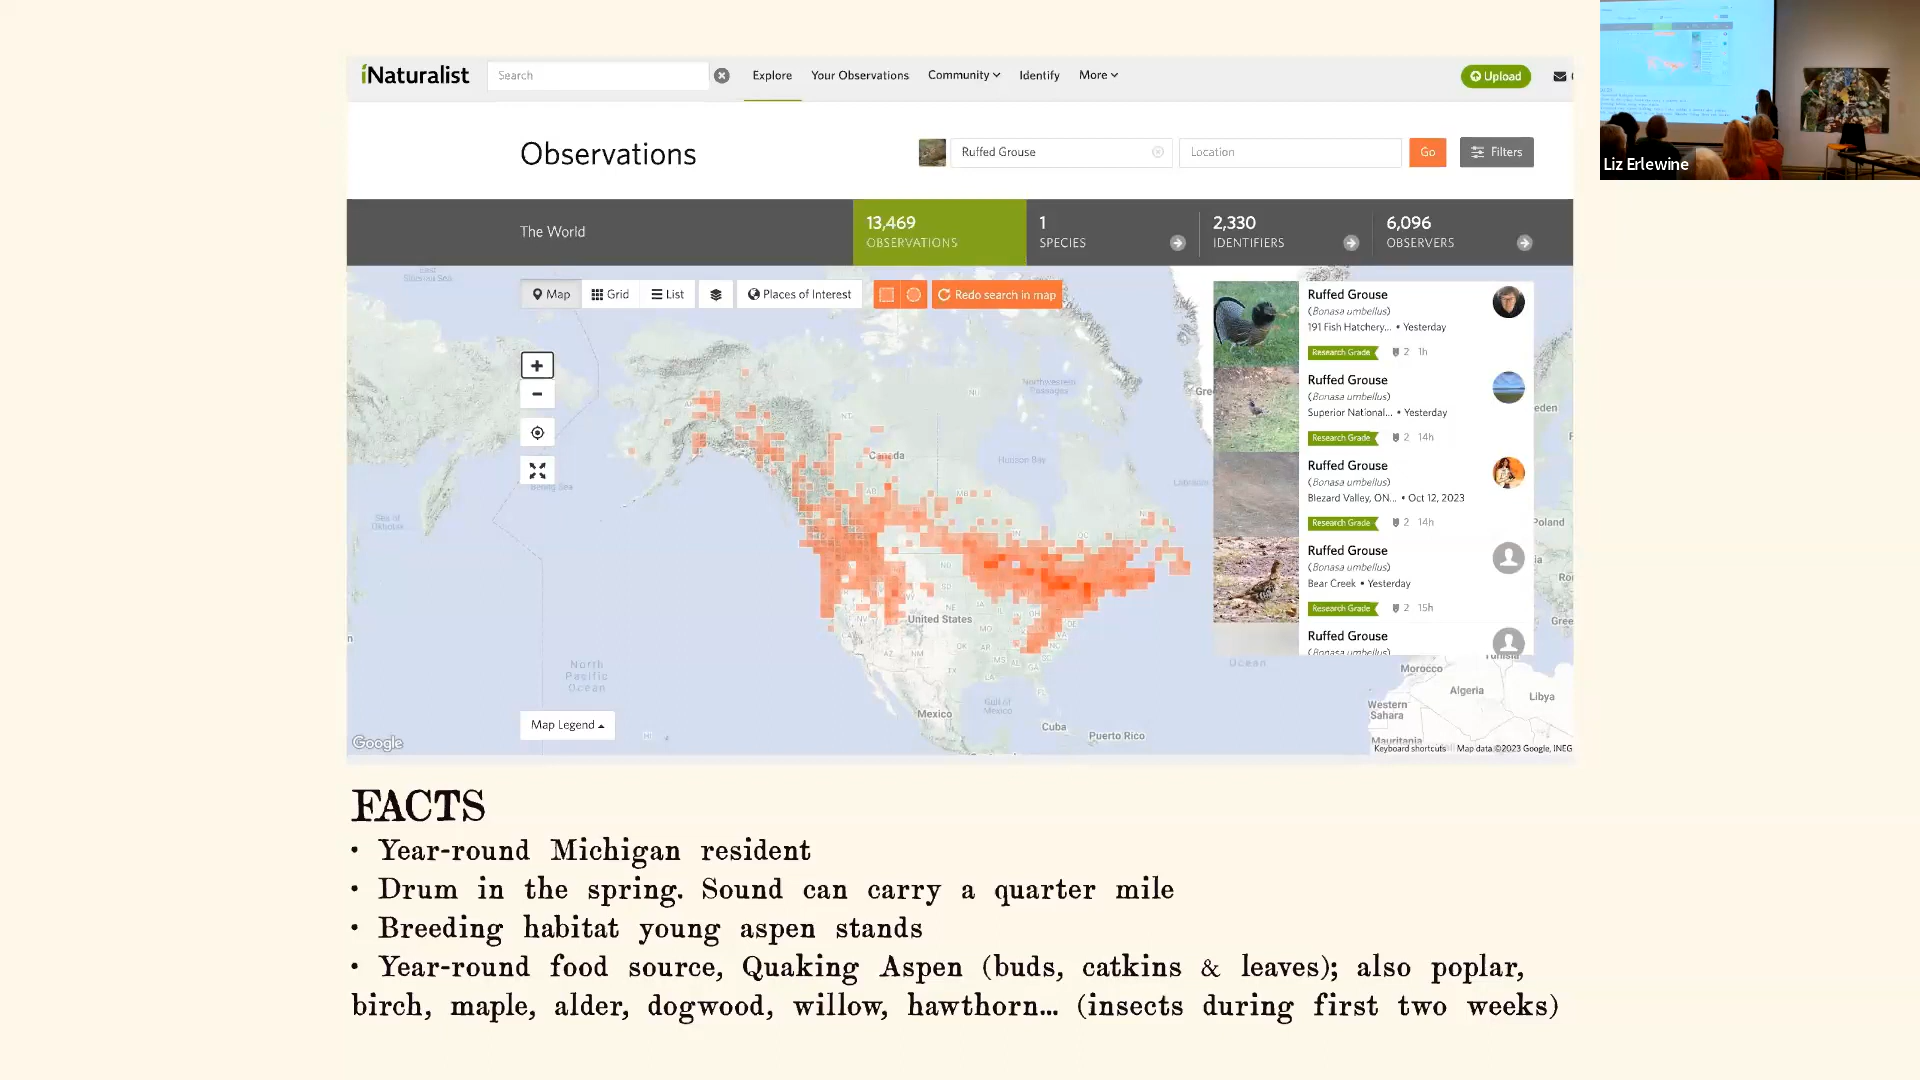 iNaturalist
Search
Explore
Your Observations
Community
Identify
More
Upload
Observations
Ruffed Grouse
Location
Go
Filters
The World
13,469
OBSERVATIONS
1
SPECIES
2,330
IDENTIFIERS
6,096
OBSERVERS
Map
Grid
List
Places of Interest
Redo search in map
Ruffed Grouse
(Bonasa umbellus)
191 Fish Hatchery... • Yesterday
Research Grade 2 1h
Ruffed Grouse
(Bonasa umbellus)
Superior National... • Yesterday
Research Grade 2 14h
Ruffed Grouse
(Bonasa umbellus)
Blezard Valley, ON... • Oct 12, 2023
Research Grade 2 14h
Ruffed Grouse
(Bonasa umbellus)
Bear Creek • Yesterday
Research Grade 2 15h
Ruffed Grouse
(Bonasa umbellus)
Canada
Hudson Bay
United States
North
Pacific
Ocean
Gulf of
Mexico
Mexico
Cuba
Puerto Rico
Ocean
Poland
Morocco
Algeria
Libya
Western
Sahara
Mauritania
Map Legend
Google
Keyboard shortcuts
Map data ©2023 Google, INEG
FACTS
• Year-round Michigan resident
• Drum in the spring. Sound can carry a quarter mile
• Breeding habitat young aspen stands
• Year-round food source, Quaking Aspen (buds, catkins & leaves); also poplar,
birch, maple, alder, dogwood, willow, hawthorn... (insects during first two weeks)
Liz Erlewine